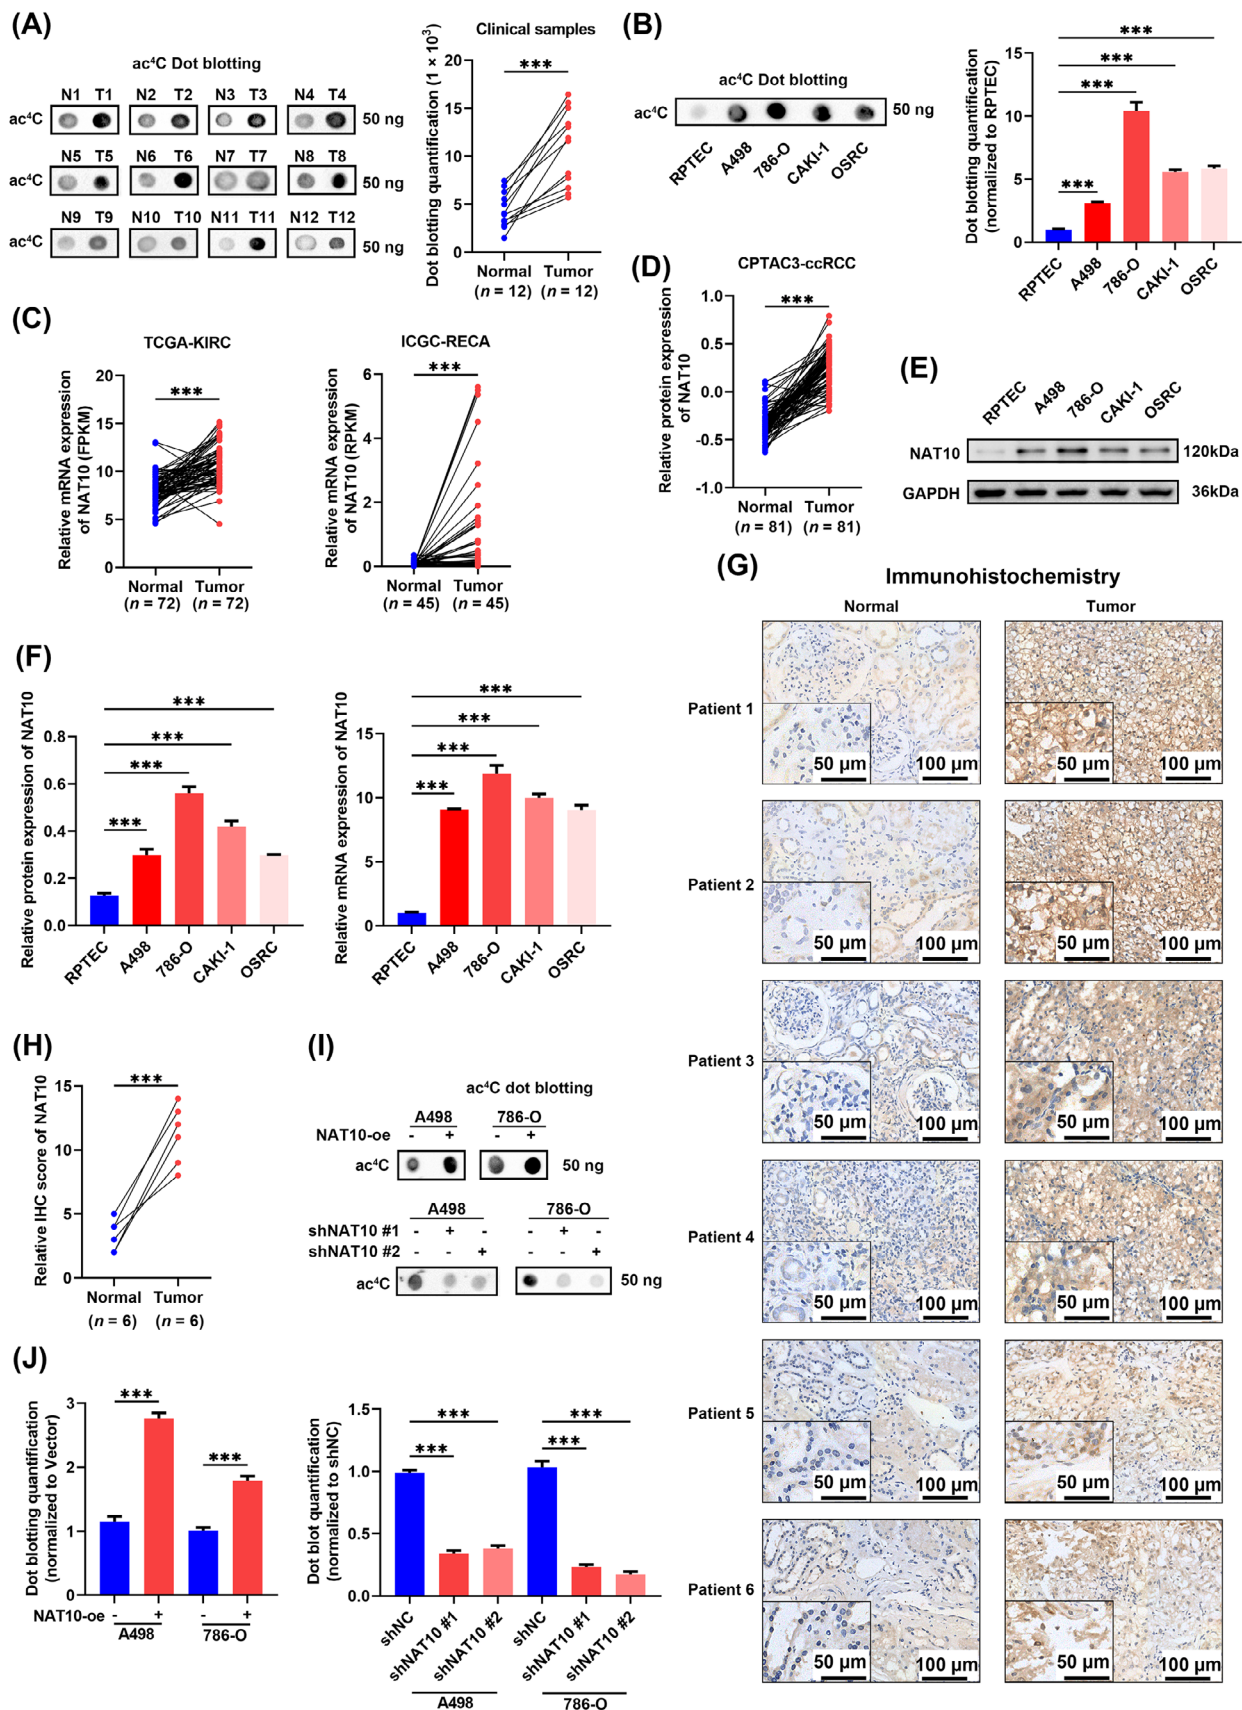 (A)
ac⁴C Dot blotting
N1 T1 N2 T2 N3 T3 N4 T4
ac⁴C 50 ng
N5 T5 N6 T6 N7 T7 N8 T8
ac⁴C 50 ng
N9 T9 N10 T10 N11 T11 N12 T12
ac⁴C 50 ng
Clinical samples
Dot blotting quantification (1 × 10³)
20
15
10
5
0
***
Normal Tumor
(n = 12) (n = 12)
(B)
ac⁴C Dot blotting
ac⁴C 50 ng
RPTEC A498 786-O CAKI-1 OSRC
Dot blotting quantification
(normalized to RPTEC)
15
10
5
0
***
***
***
***
RPTEC A498 786-O CAKI-1 OSRC
(C)
TCGA-KIRC
Relative mRNA expression
of NAT10 (FPKM)
20
15
10
5
0
***
Normal Tumor
(n = 72) (n = 72)
ICGC-RECA
Relative mRNA expression
of NAT10 (RPKM)
6
4
2
0
***
Normal Tumor
(n = 45) (n = 45)
(D)
CPTAC3-ccRCC
Relative protein expression
of NAT10
1.0
0.5
0.0
-0.5
-1.0
***
Normal Tumor
(n = 81) (n = 81)
(E)
RPTEC A498 786-O CAKI-1 OSRC
NAT10 120kDa
GAPDH 36kDa
(F)
Relative protein expression of NAT10
0.8
0.6
0.4
0.2
0.0
***
***
***
***
RPTEC A498 786-O CAKI-1 OSRC
Relative mRNA expression of NAT10
15
10
5
0
***
***
***
***
RPTEC A498 786-O CAKI-1 OSRC
(G)
Immunohistochemistry
Normal Tumor
Patient 1
50 µm 100 µm 50 µm 100 µm
Patient 2
50 µm 100 µm 50 µm 100 µm
Patient 3
50 µm 100 µm 50 µm 100 µm
Patient 4
50 µm 100 µm 50 µm 100 µm
Patient 5
50 µm 100 µm 50 µm 100 µm
Patient 6
50 µm 100 µm 50 µm 100 µm
(H)
Relative IHC score of NAT10
15
10
5
0
***
Normal Tumor
(n = 6) (n = 6)
(I)
ac⁴C dot blotting
A498 786-O
NAT10-oe - + - +
ac⁴C 50 ng
A498 786-O
shNAT10 #1 - + - - + -
shNAT10 #2 - - + - - +
ac⁴C 50 ng
(J)
Dot blotting quantification
(normalized to Vector)
3
2
1
0
***
***
NAT10-oe - + - +
A498 786-O
Dot blot quantification
(normalized to shNC)
1.5
1.0
0.5
0.0
***
***
***
***
shNC shNAT10 #1 shNAT10 #2 shNC shNAT10 #1 shNAT10 #2
A498 786-O